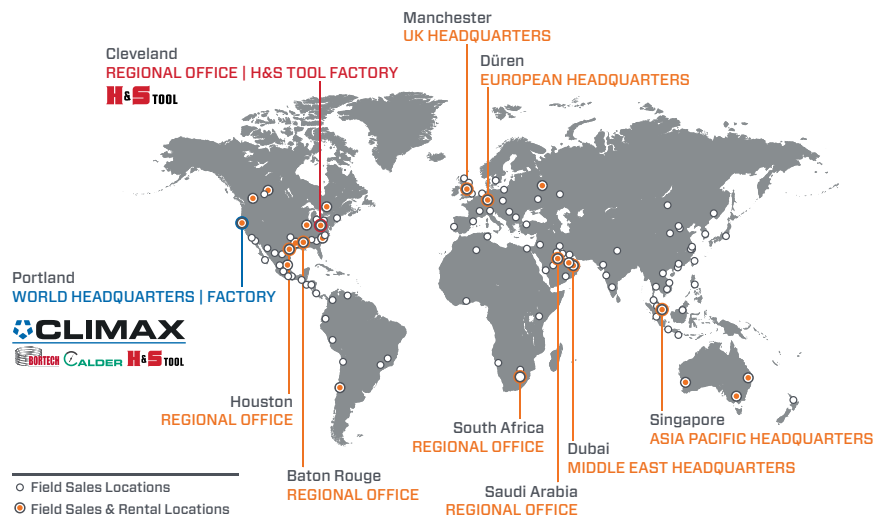 Manchester
UK HEADQUARTERS
Cleveland
REGIONAL OFFICE | H&S TOOL FACTORY
H&S TOOL
Düren
EUROPEAN HEADQUARTERS
Portland
WORLD HEADQUARTERS | FACTORY
CLIMAX
BORTECH CALDER H&S TOOL
Houston
REGIONAL OFFICE
Baton Rouge
REGIONAL OFFICE
South Africa
REGIONAL OFFICE
Dubai
MIDDLE EAST HEADQUARTERS
Saudi Arabia
REGIONAL OFFICE
Singapore
ASIA PACIFIC HEADQUARTERS
Field Sales Locations
Field Sales & Rental Locations